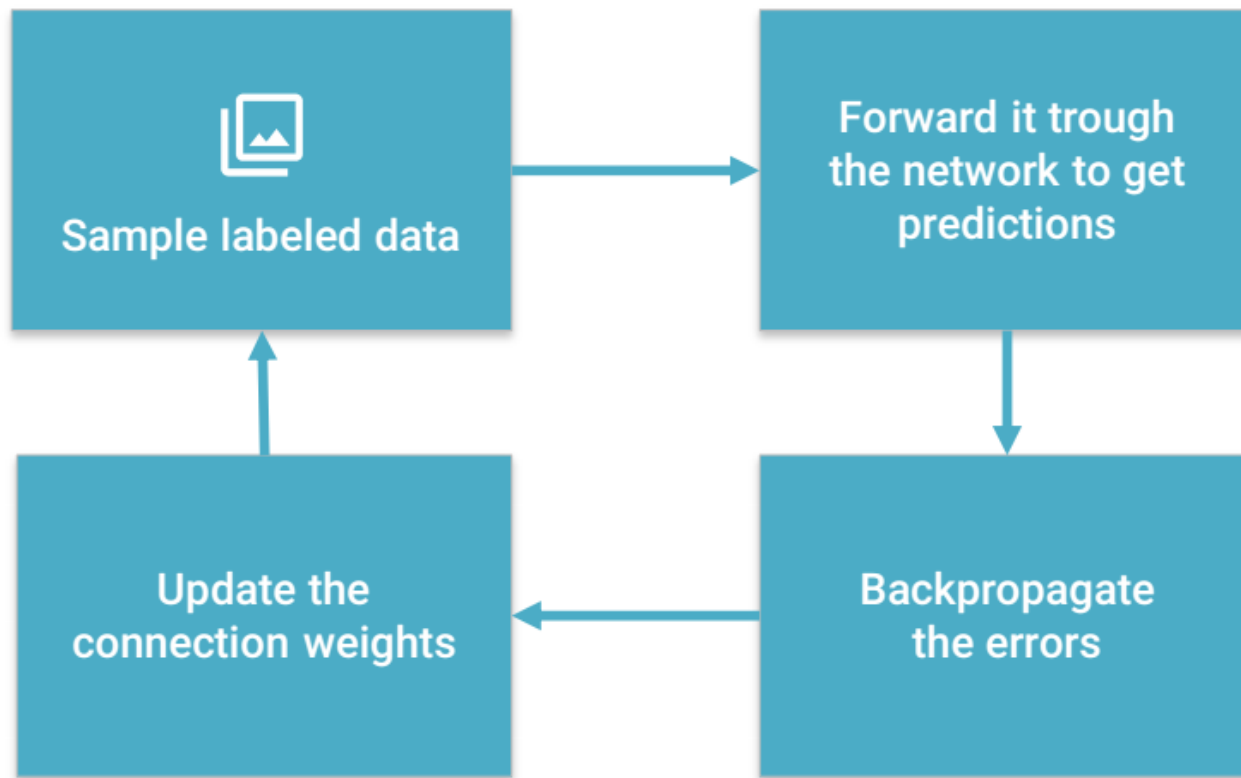 Sample labeled data
Forward it trough
the network to get
predictions
Backpropagate
the errors
Update the
connection weights